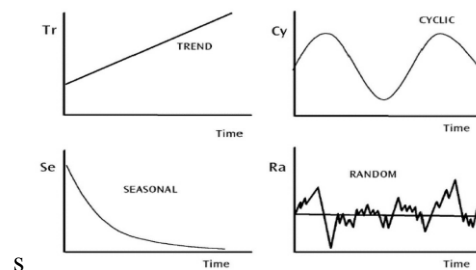 Tr
TREND
Time
Cy
CYCLIC
Time
Se
SEASONAL
Time
Ra
RANDOM
Time
S